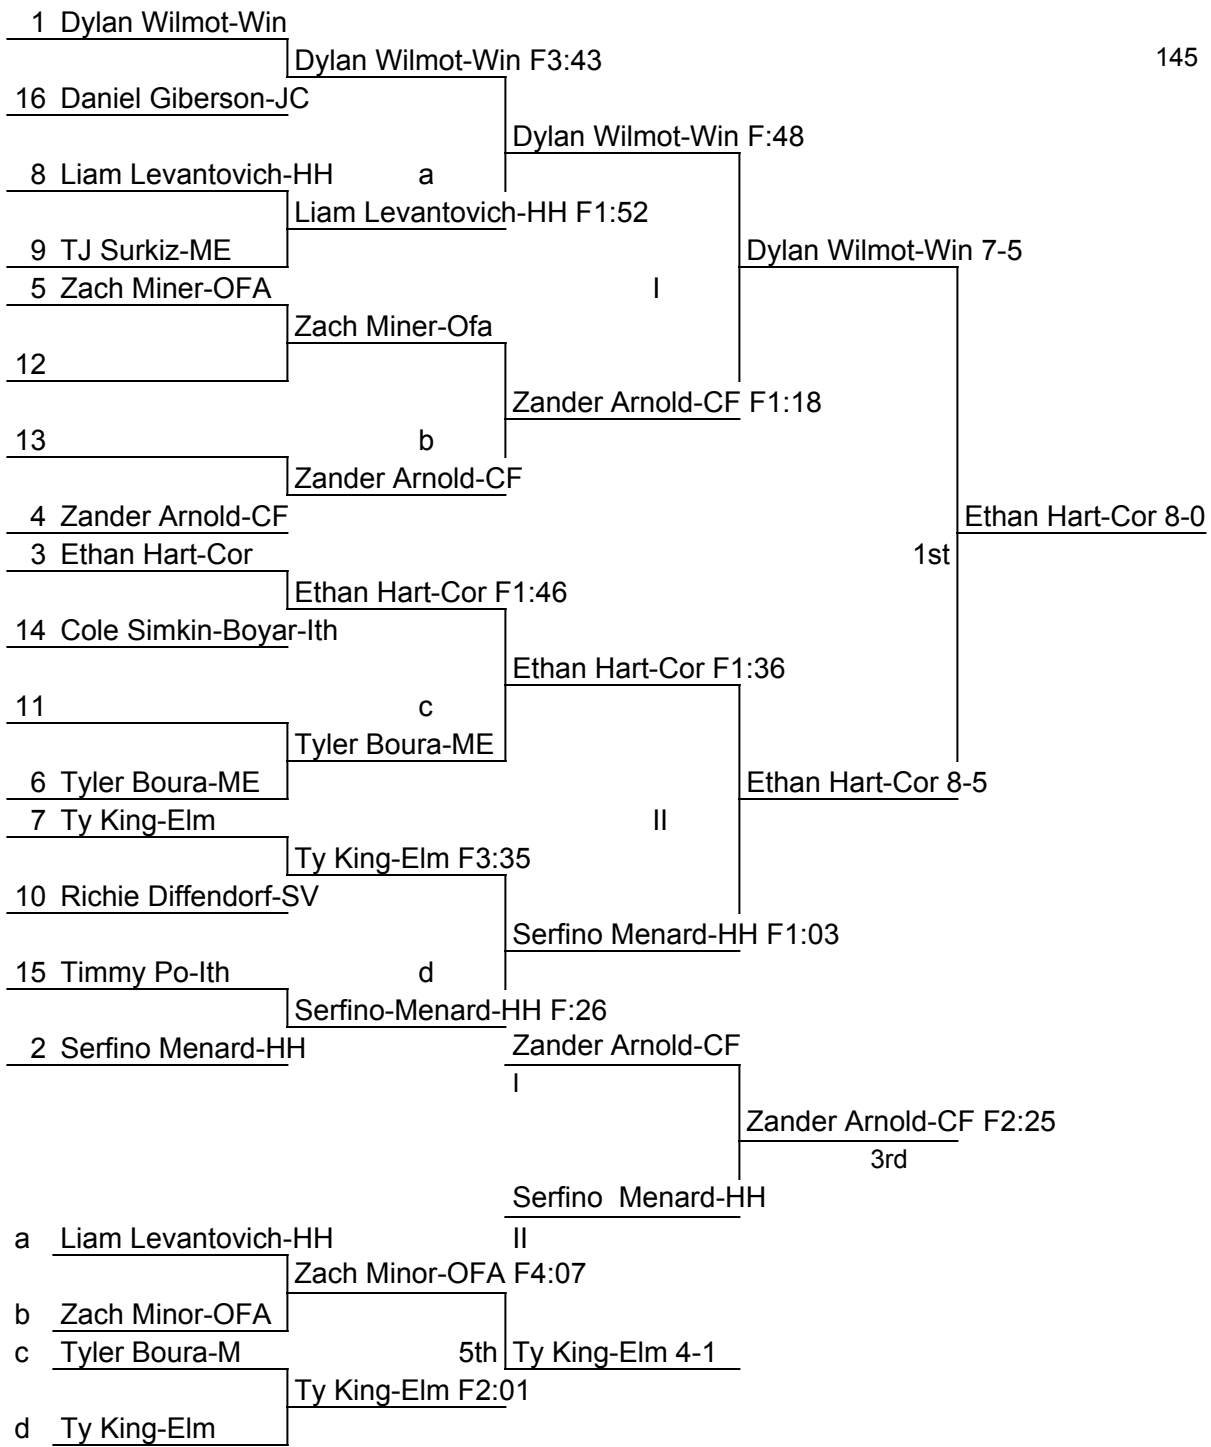 1 Dylan Wilmot-Win
Dylan Wilmot-Win F3:43
145
16 Daniel Giberson-JC
Dylan Wilmot-Win F:48
8 Liam Levantovich-HH
a
Liam Levantovich-HH F1:52
9 TJ Surkiz-ME
Dylan Wilmot-Win 7-5
5 Zach Miner-OFA
I
Zach Miner-Ofa
12
Zander Arnold-CF F1:18
13
b
Zander Arnold-CF
4 Zander Arnold-CF
Ethan Hart-Cor 8-0
3 Ethan Hart-Cor
1st
Ethan Hart-Cor F1:46
14 Cole Simkin-Boyar-Ith
Ethan Hart-Cor F1:36
11
c
Tyler Boura-ME
6 Tyler Boura-ME
Ethan Hart-Cor 8-5
7 Ty King-Elm
II
Ty King-Elm F3:35
10 Richie Diffendorf-SV
Serfino Menard-HH F1:03
15 Timmy Po-Ith
d
Serfino-Menard-HH F:26
2 Serfino Menard-HH
Zander Arnold-CF
I
Zander Arnold-CF F2:25
3rd
Serfino Menard-HH
a Liam Levantovich-HH
II
Zach Minor-OFA F4:07
b Zach Minor-OFA
c Tyler Boura-M
5th
Ty King-Elm 4-1
Ty King-Elm F2:01
d Ty King-Elm